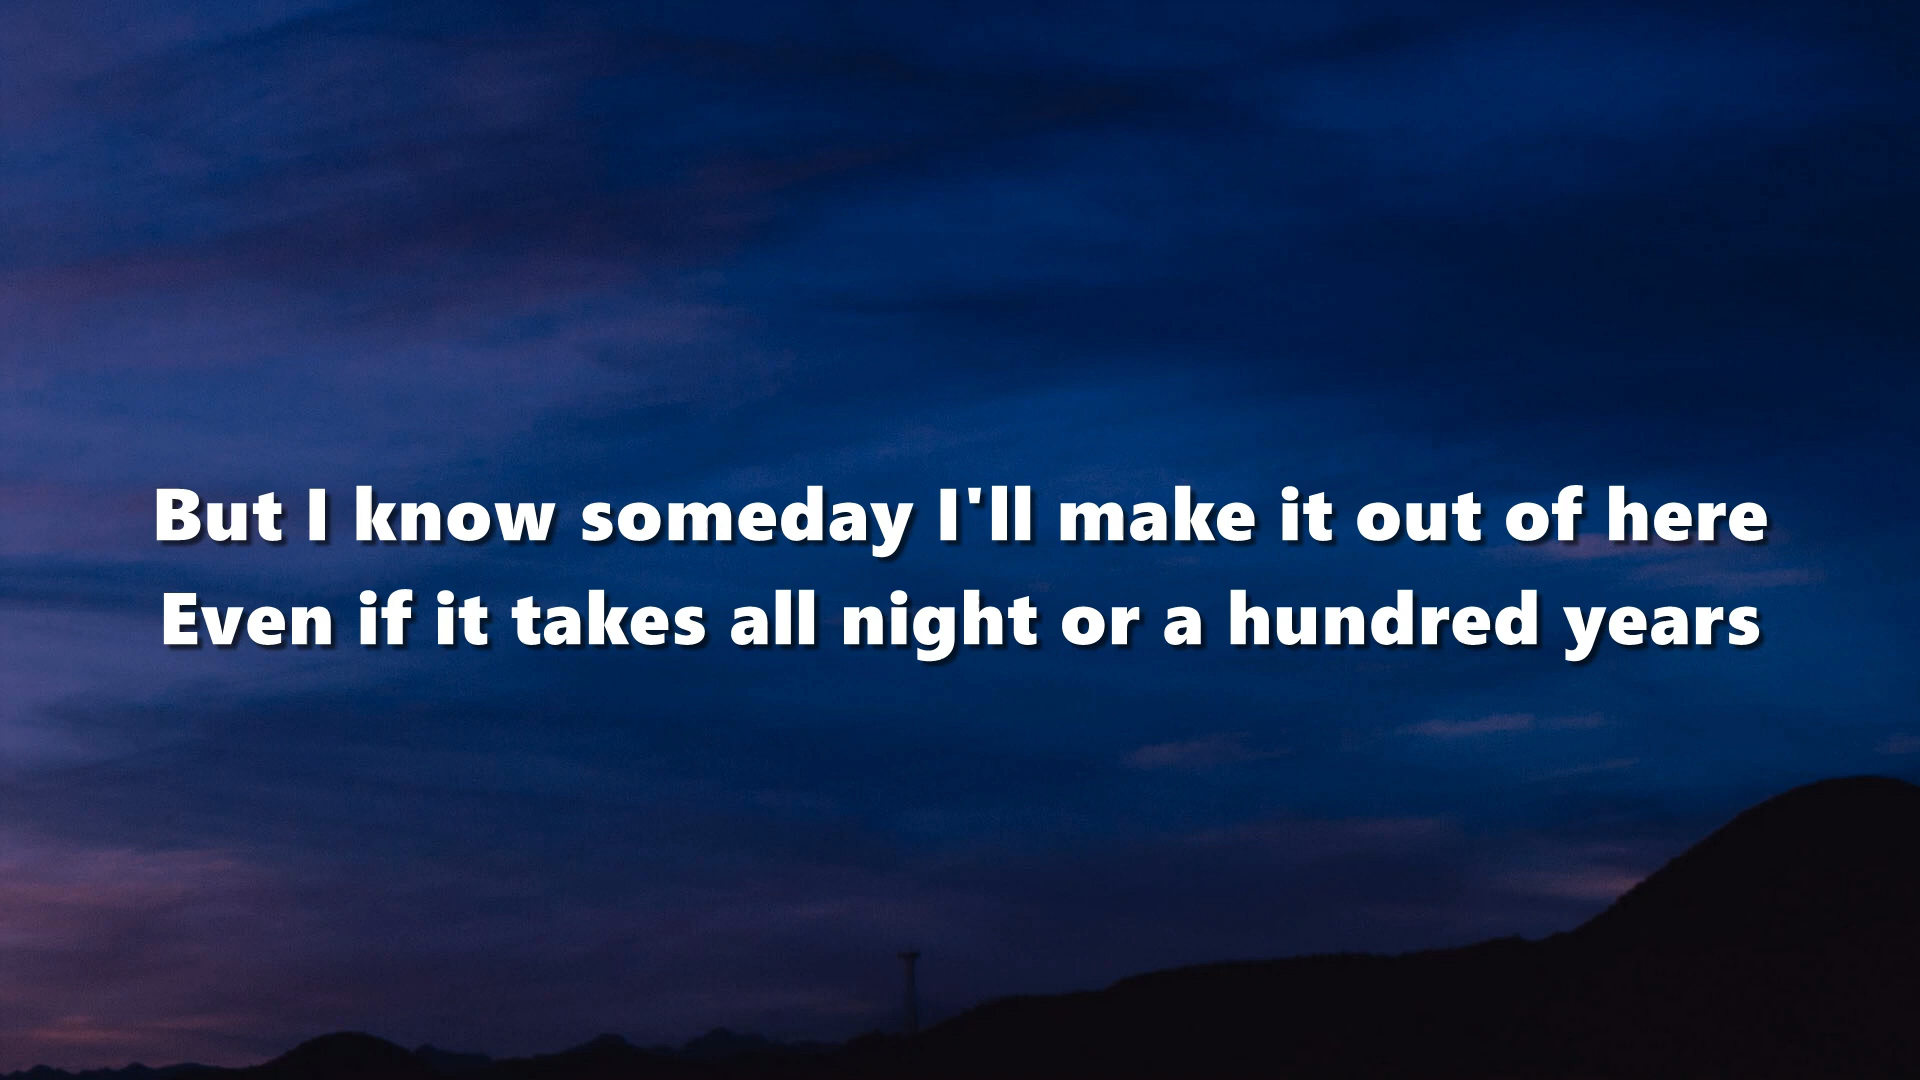 But I know someday I'll make it out of here
Even if it takes all night or a hundred years